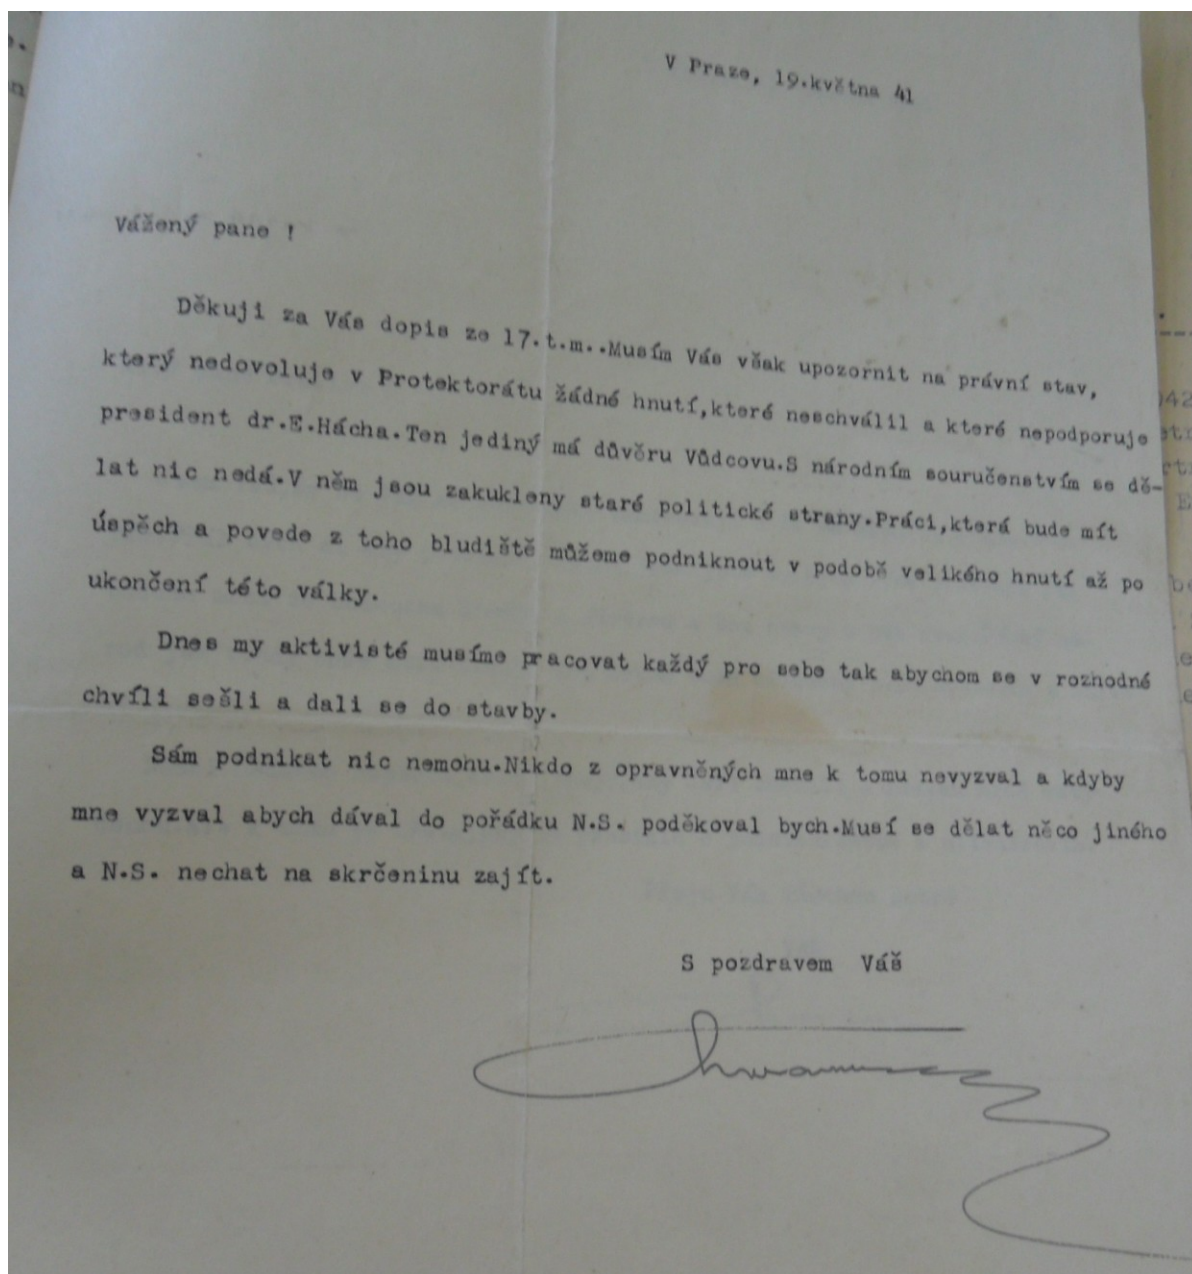 V Praze, 19.května 41
Vážený pane !
Děkuji za Vás dopis ze 17.t.m..Musím Vás však upozornit na právní stav,
který nedovoluje v Protektorátu žádné hnutí,které neschválil a které nepodporuje
president dr.E.Hácha.Ten jediný má důvěru Vůdcovu.S národním souručenstvím se dě-
lat nic nedá.V něm jsou zakukleny staré politické strany.Práci,která bude mít
úspěch a povede z toho bludiště můžeme podniknout v podobě velikého hnutí až po
ukončení této války.
Dnes my aktivisté musíme pracovat každý pro sebe tak abychom se v rozhodné
chvíli sešli a dali se do stavby.
Sám podnikat nic nemohu.Nikdo z oprávněných mne k tomu nevyzval a kdyby
mne vyzval abych dával do pořádku N.S. poděkoval bych.Musí se dělat něco jiného
a N.S. nechat na skrčeninu zajít.
S pozdravem Váš